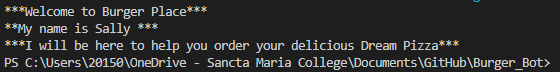 ***Welcome to Burger Place***
**My name is Sally ***
***I will be here to help you order your delicious Dream Pizza***
PS C:\Users\20150\OneDrive - Sancta Maria College\Documents\GitHub\Burger_Bot>